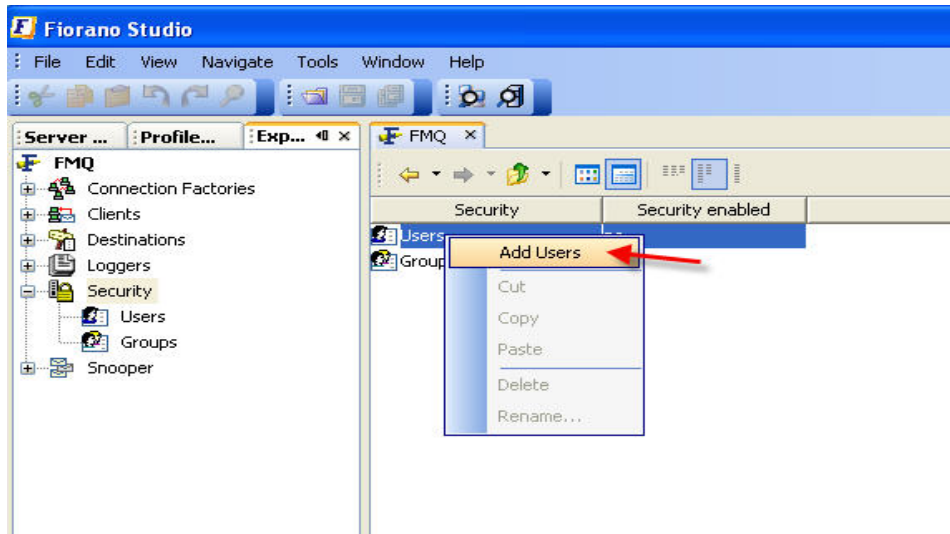 Fiorano Studio
File Edit View Navigate Tools Window Help
Server ... Profile... Exp...
FMQ
Connection Factories
Clients
Destinations
Loggers
Security
Users
Groups
Snooper
FMQ
Security Security enabled
Users
Group
Add Users
Cut
Copy
Paste
Delete
Rename...